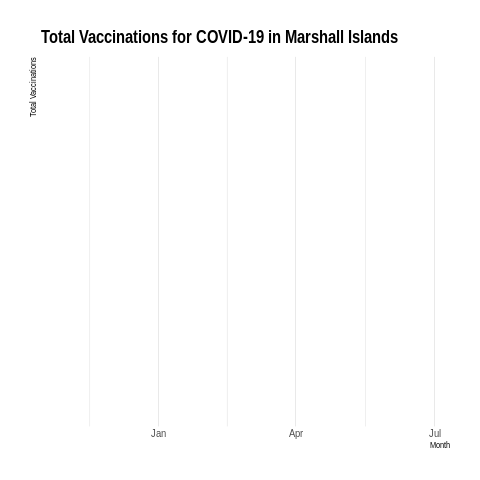 Total Vaccinations for COVID-19 in Marshall Islands
Total Vaccinations
Jan
Apr
Jul
Month